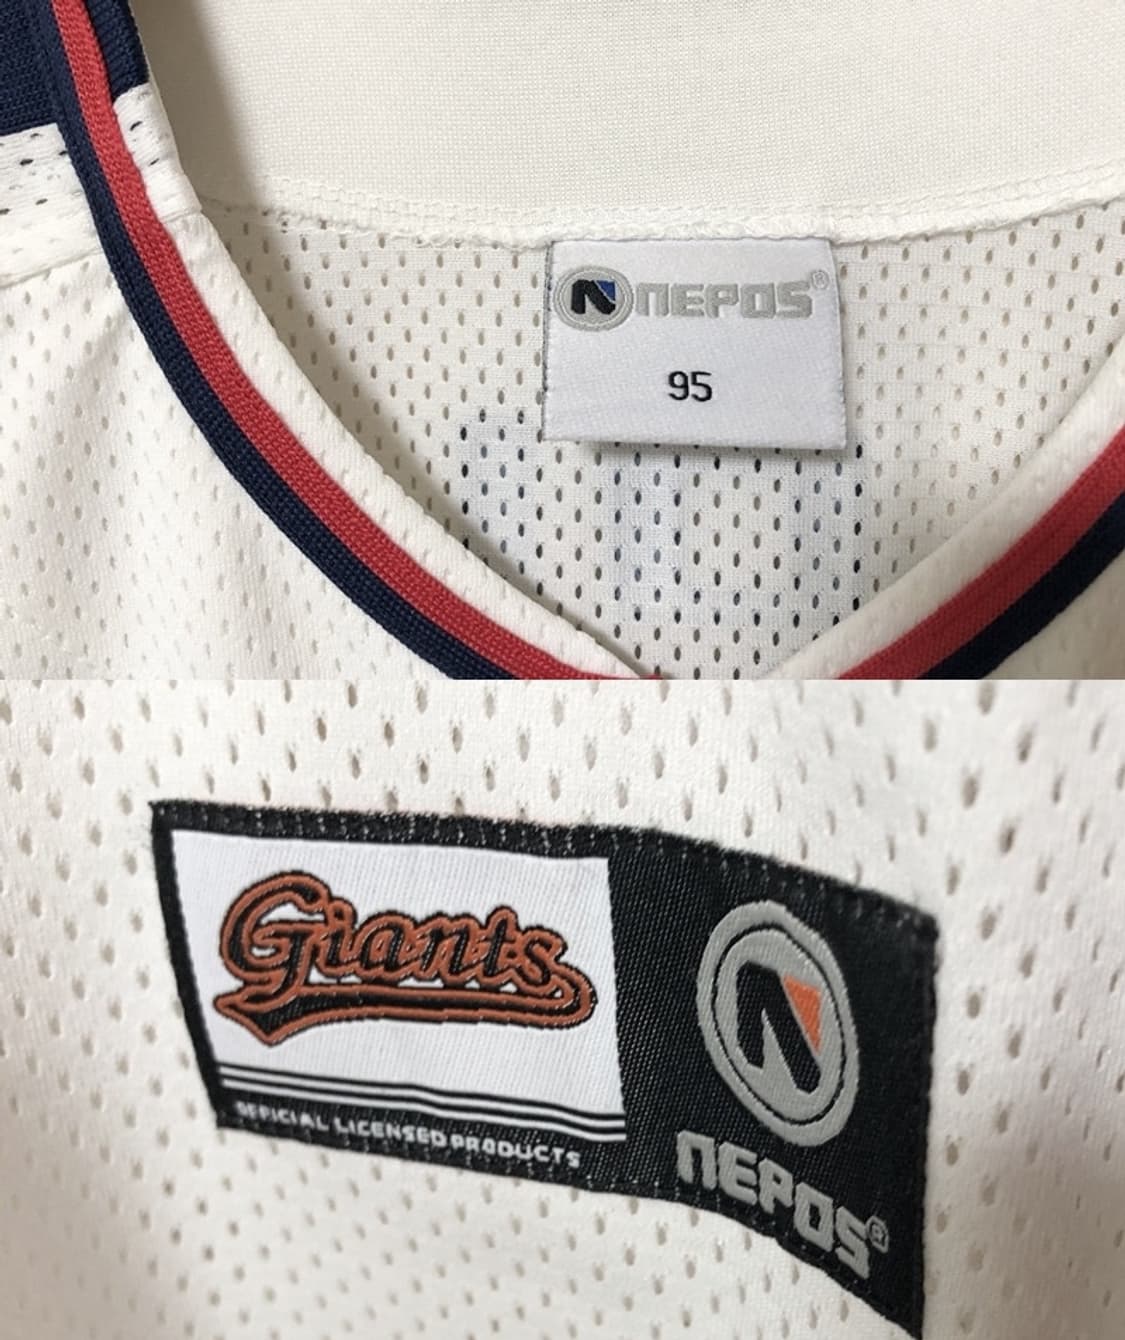 NEPOS®
95
Giants
OFFICIAL LICENSED PRODUCTS
NEPOS®